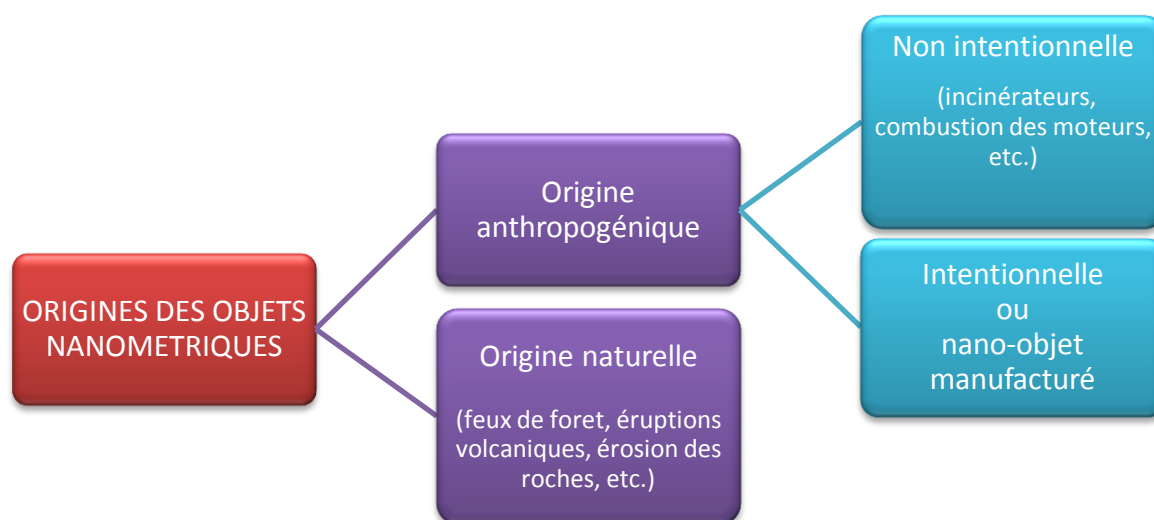 ORIGINES DES OBJETS
NANOMETRIQUES
Origine
anthropogénique
Origine naturelle
(feux de foret, éruptions
volcaniques, érosion des
roches, etc.)
Non intentionnelle
(incinérateurs,
combustion des moteurs,
etc.)
Intentionnelle
ou
nano-objet
manufacturé